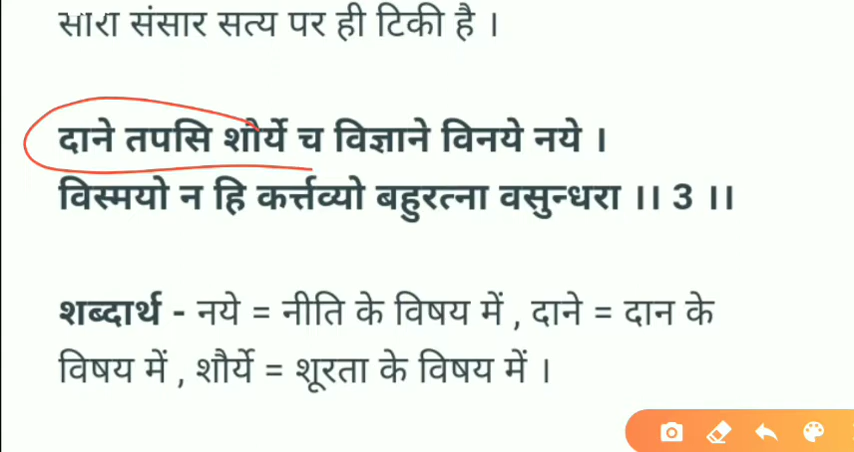 सारा संसार सत्य पर ही टिकी है ।
दाने तपसि शौर्ये च विज्ञाने विनये नये ।
विस्मयो न हि कर्त्तव्यो बहुरत्ना वसुन्धरा ।। 3 ।।
शब्दार्थ - नये = नीति के विषय में , दाने = दान के
विषय में , शौर्ये = शूरता के विषय में ।